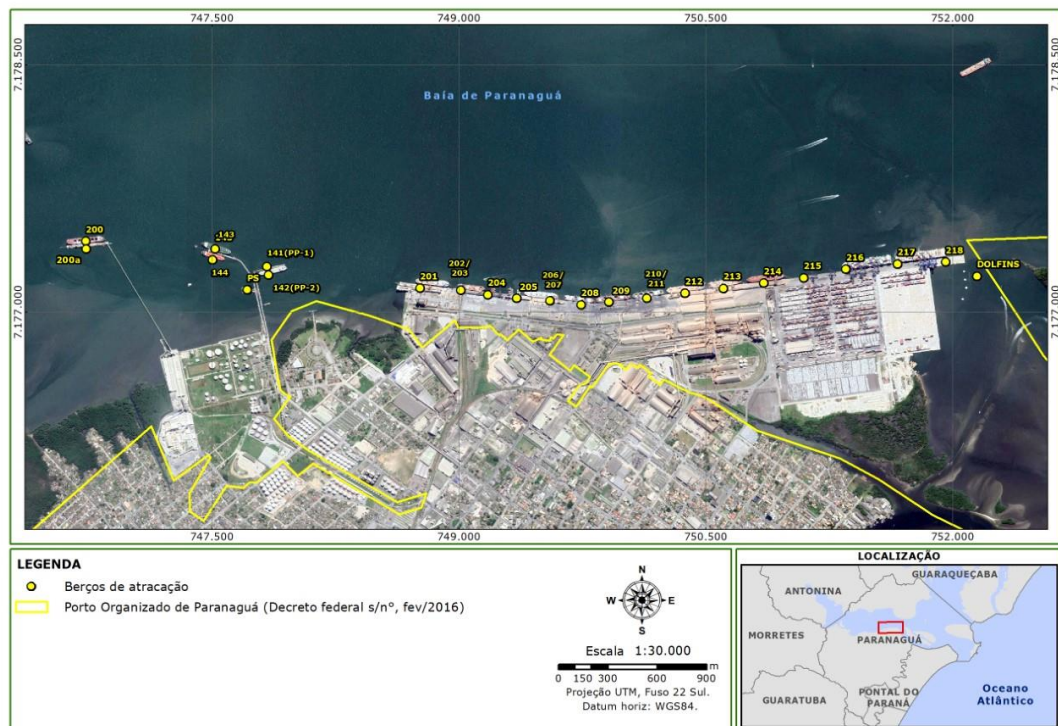 747.500
749.000
750.500
752.000
7.178.500
7.178.500
Baía de Paranaguá
200
200a
143
144
PS
141(PP-1)
142(PP-2)
201
202/
203
204
205
206/
207
208
209
210/
211
212
213
214
215
216
217
218
DOLFINS
7.177.000
7.177.000
747.500
749.000
750.500
752.000
LEGENDA
Berços de atracação
Porto Organizado de Paranaguá (Decreto federal s/nº, fev/2016)
N
W
E
S
Escala 1:30.000
0 150 300 600 900 m
Projeção UTM, Fuso 22 Sul.
Datum horiz: WGS84.
LOCALIZAÇÃO
GUARAQUEÇABA
ANTONINA
MORRETES
PARANAGUÁ
GUARATUBA
PONTAL DO
PARANÁ
Oceano
Atlântico